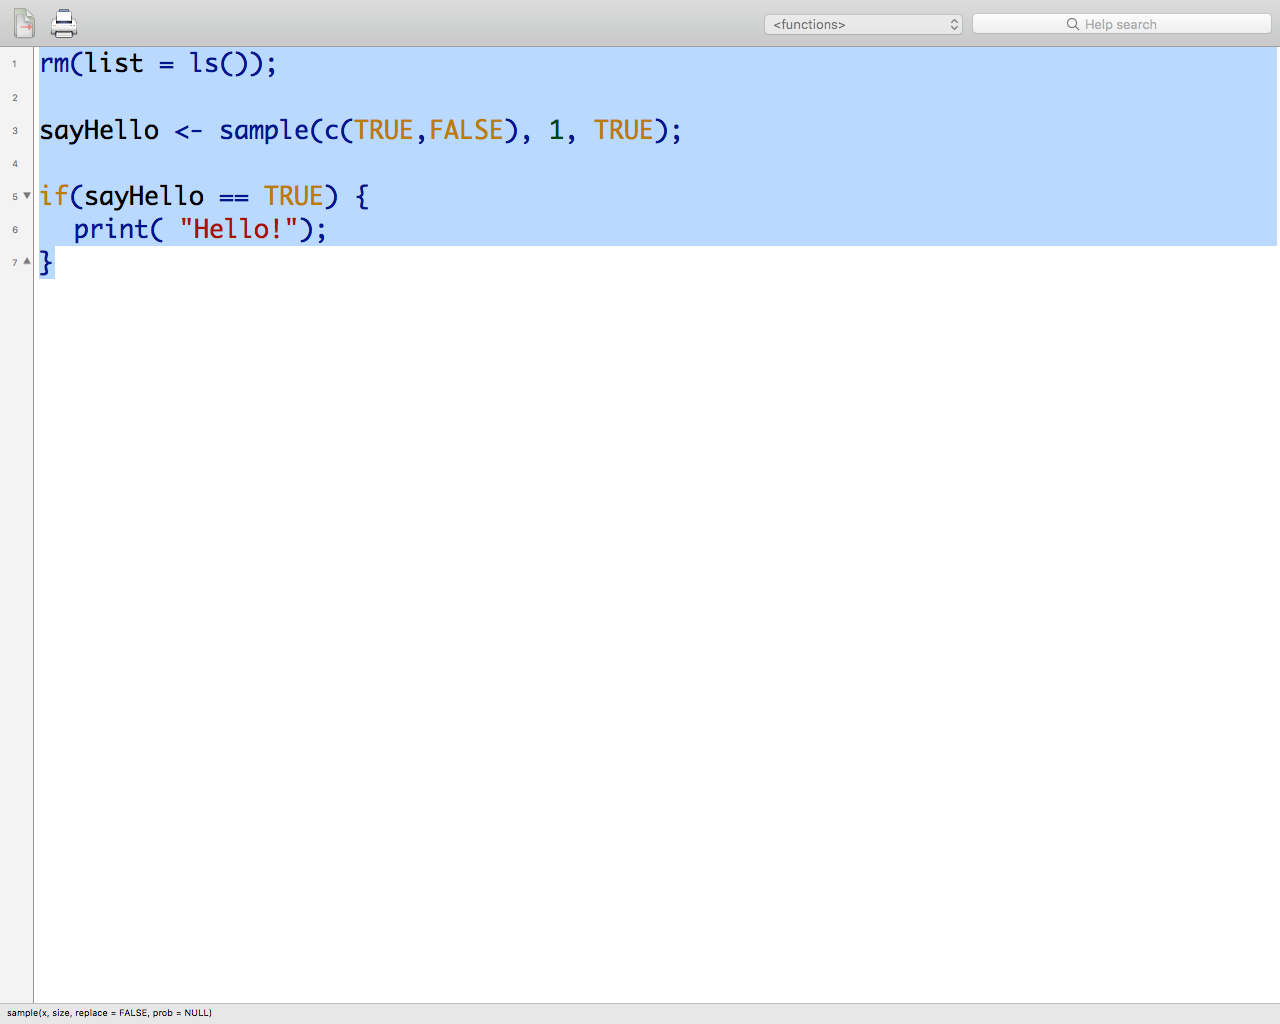 <functions>
Help search
1 rm(list = ls());
2
3 sayHello <- sample(c(TRUE,FALSE), 1, TRUE);
4
5 if(sayHello == TRUE) {
6 print( "Hello!");
7 }
sample(x, size, replace = FALSE, prob = NULL)